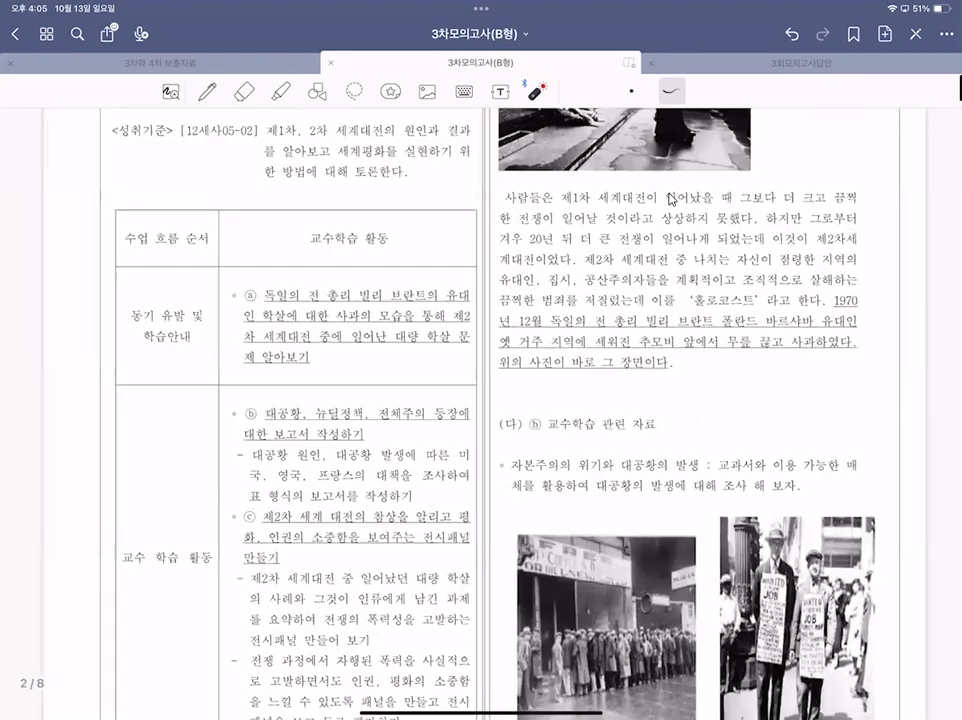 오후 4:05 10월 13일 일요일
51%
3차모의고사(B형)
3차와 4차 보충자료
3차모의고사(B형)
3회모의고사답안
<성취기준> [12세사05-02] 제1차, 2차 세계대전의 원인과 결과
를 알아보고 세계평화를 실현하기 위
한 방법에 대해 토론한다.
수업 흐름 순서
교수학습 활동
동기 유발 및
학습안내
◦ ⓐ 독일의 전 총리 빌리 브란트의 유대
인 학살에 대한 사과의 모습을 통해 제2
차 세계대전 중에 일어난 대량 학살 문
제 알아보기
교수 학습 활동
◦ ⓑ 대공황, 뉴딜정책, 전체주의 등장에
대한 보고서 작성하기
- 대공황 원인, 대공황 발생에 따른 미
국, 영국, 프랑스의 대책을 조사하여
표 형식의 보고서를 작성하기
◦ ⓒ 제2차 세계 대전의 참상을 알리고 평
화, 인권의 소중함을 보여주는 전시패널
만들기
- 제2차 세계대전 중 일어났던 대량 학살
의 사례와 그것이 인류에게 남긴 과제
를 요약하여 전쟁의 폭력성을 고발하는
전시패널 만들어 보기
- 전쟁 과정에서 자행된 폭력을 사실적으
로 고발하면서도 인권, 평화의 소중함
을 느낄 수 있도록 패널을 만들고 전시
사람들은 제1차 세계대전이 일어났을 때 그보다 더 크고 끔찍
한 전쟁이 일어날 것이라고 상상하지 못했다. 하지만 그로부터
겨우 20년 뒤 더 큰 전쟁이 일어나게 되었는데 이것이 제2차세
계대전이었다. 제2차 세계대전 중 나치는 자신이 점령한 지역의
유대인, 집시, 공산주의자들을 계획적이고 조직적으로 살해하는
끔찍한 범죄를 저질렀는데 이를 ‘홀로코스트’ 라고 한다. 1970
년 12월 독일의 전 총리 빌리 브란트 폴란드 바르샤바 유대인
옛 거주 지역에 세워진 추모비 앞에서 무릎 꿇고 사과하였다.
위의 사진이 바로 그 장면이다.
(다) ⓑ 교수학습 관련 자료
◦ 자본주의의 위기와 대공황의 발생 : 교과서와 이용 가능한 매
체를 활용하여 대공황의 발생에 대해 조사 해 보자.
JOB
JOB
2 / 8